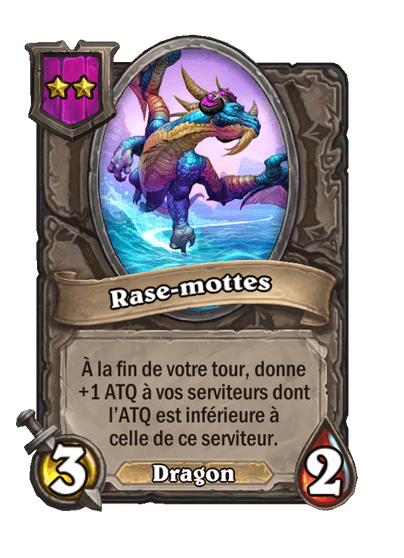 Rase-mottes
À la fin de votre tour, donne
+1 ATQ à vos serviteurs dont
l'ATQ est inférieure à
celle de ce serviteur.
3
Dragon
2